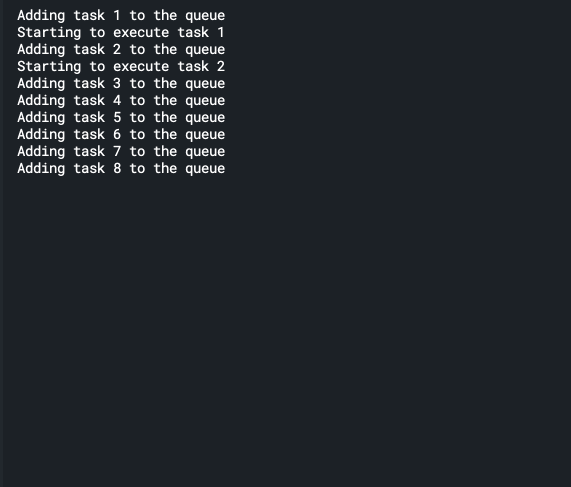 Adding task 1 to the queue
Starting to execute task 1
Adding task 2 to the queue
Starting to execute task 2
Adding task 3 to the queue
Adding task 4 to the queue
Adding task 5 to the queue
Adding task 6 to the queue
Adding task 7 to the queue
Adding task 8 to the queue